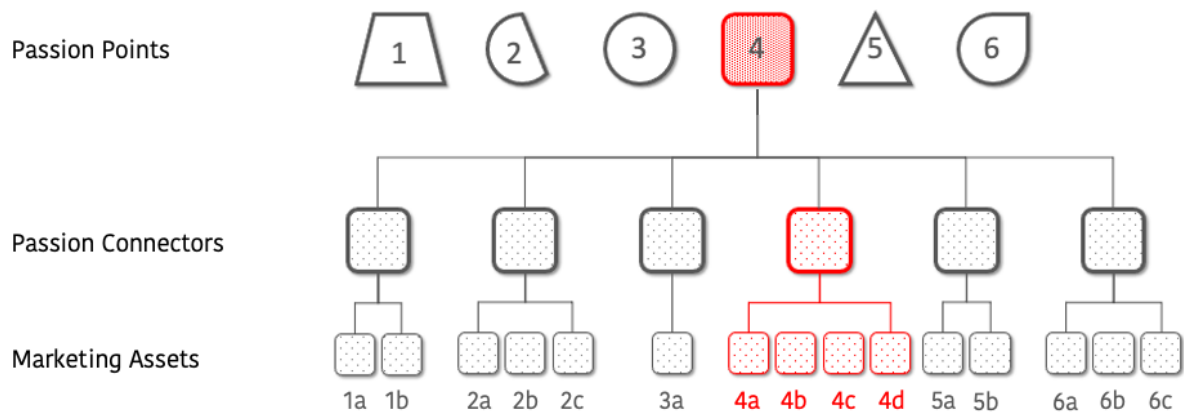 Passion Points 1 2 3 4 5 6
Passion Connectors
Marketing Assets
1a 1b 2a 2b 2c 3a 4a 4b 4c 4d 5a 5b 6a 6b 6c